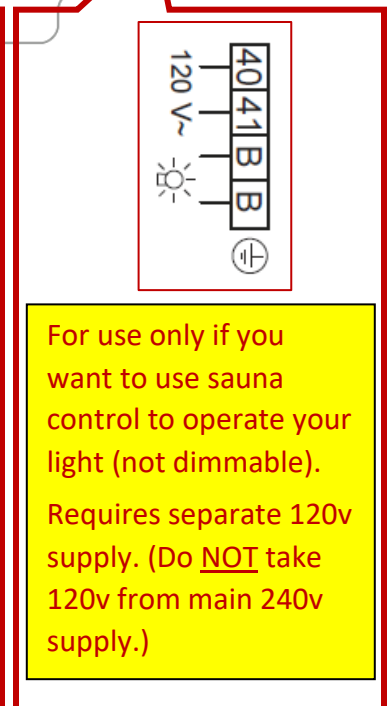 120 V~
40 41 B B
For use only if you
want to use sauna
control to operate your
light (not dimmable).
Requires separate 120v
supply. (Do NOT take
120v from main 240v
supply.)